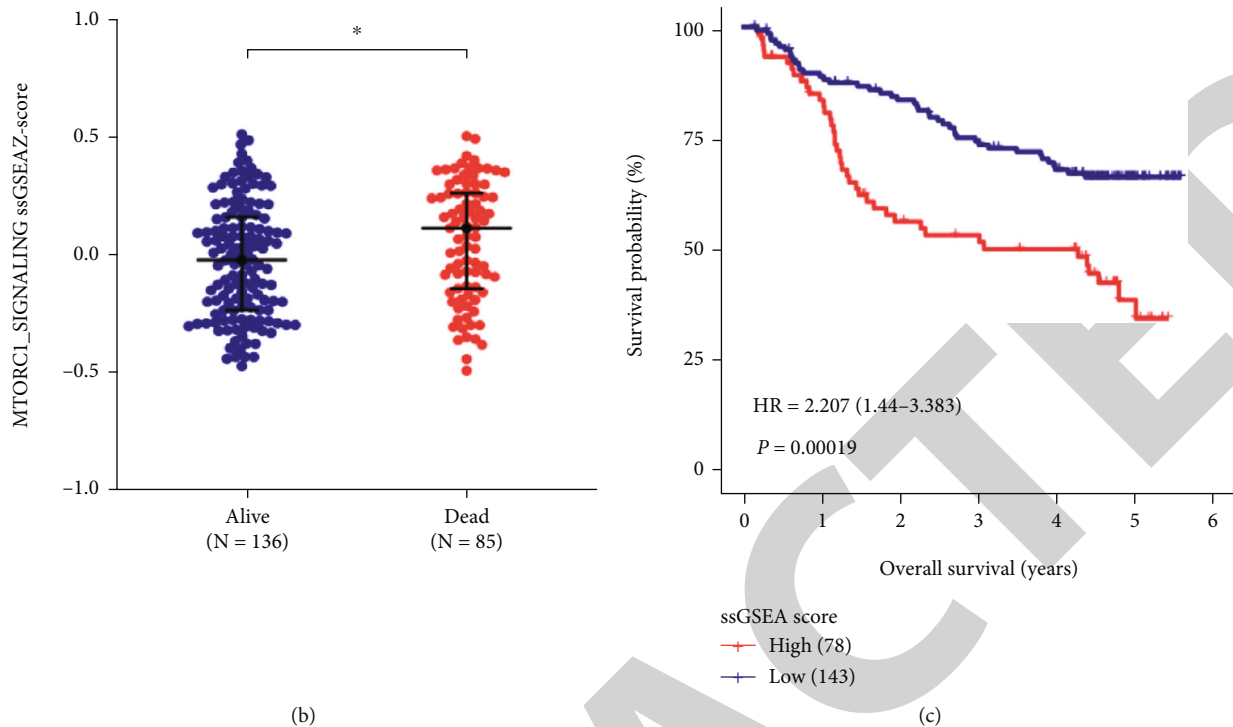 MTORC1_SIGNALING ssGSEAZ-score
1.0
0.5
0.0
–0.5
–1.0
*
Alive
(N = 136)
Dead
(N = 85)
(b)
Survival probability (%)
100
75
50
25
0
HR = 2.207 (1.44–3.383)
P = 0.00019
0 1 2 3 4 5 6
Overall survival (years)
ssGSEA score
High (78)
Low (143)
(c)